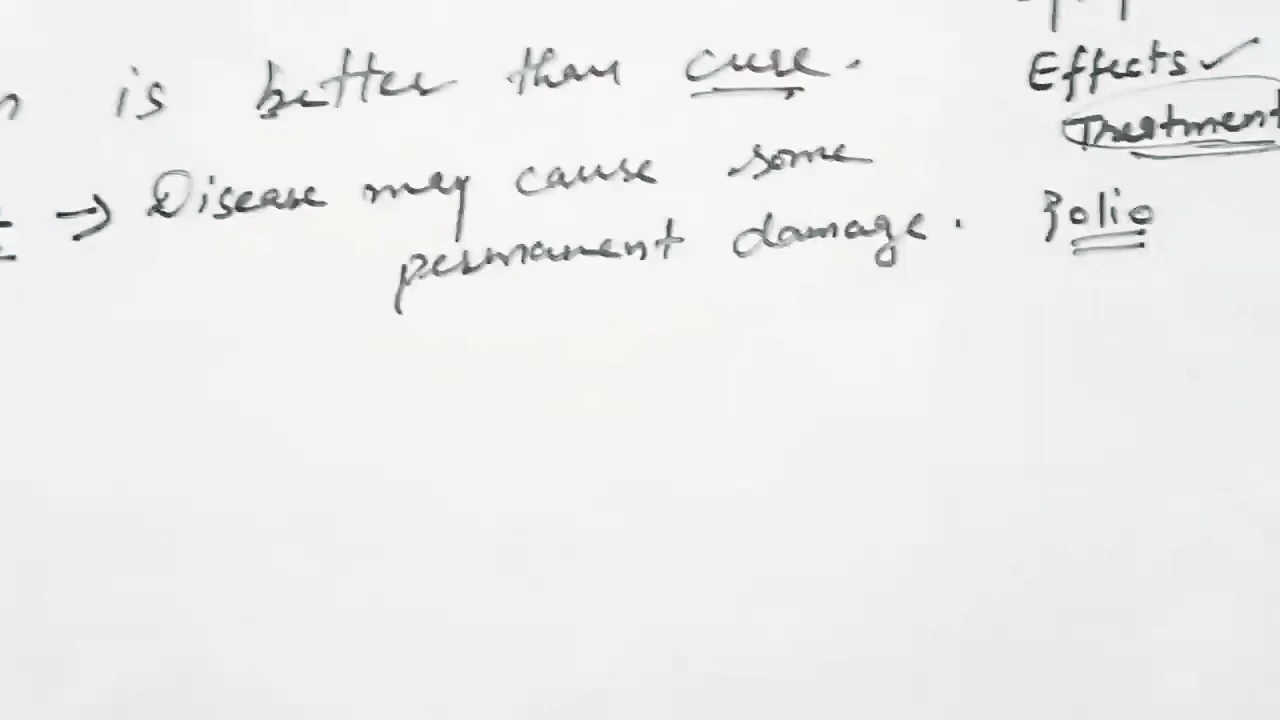 is better than cure.
→ Disease may cause some
permanent damage.
Effects ✓
Treatment
Polio